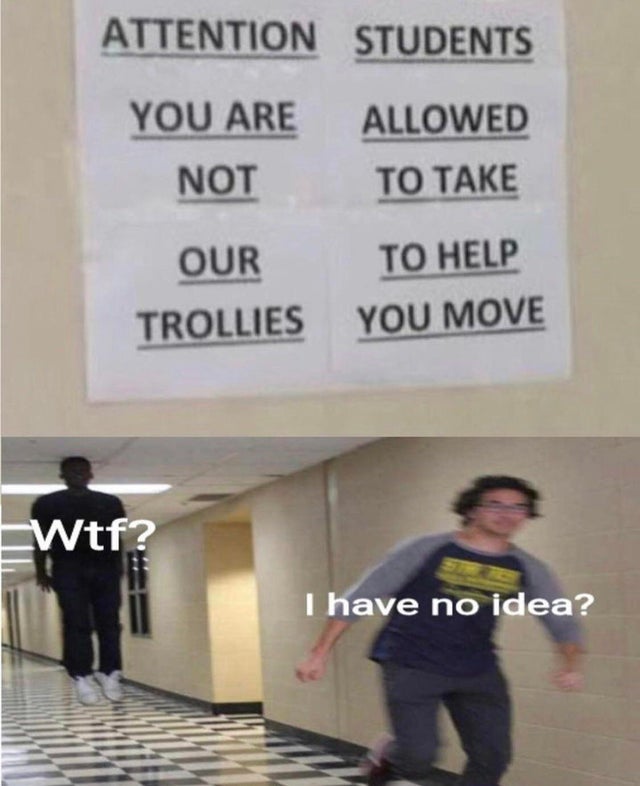 ATTENTION STUDENTS
YOU ARE ALLOWED
NOT TO TAKE
OUR TO HELP
TROLLIES YOU MOVE
Wtf?
I have no idea?